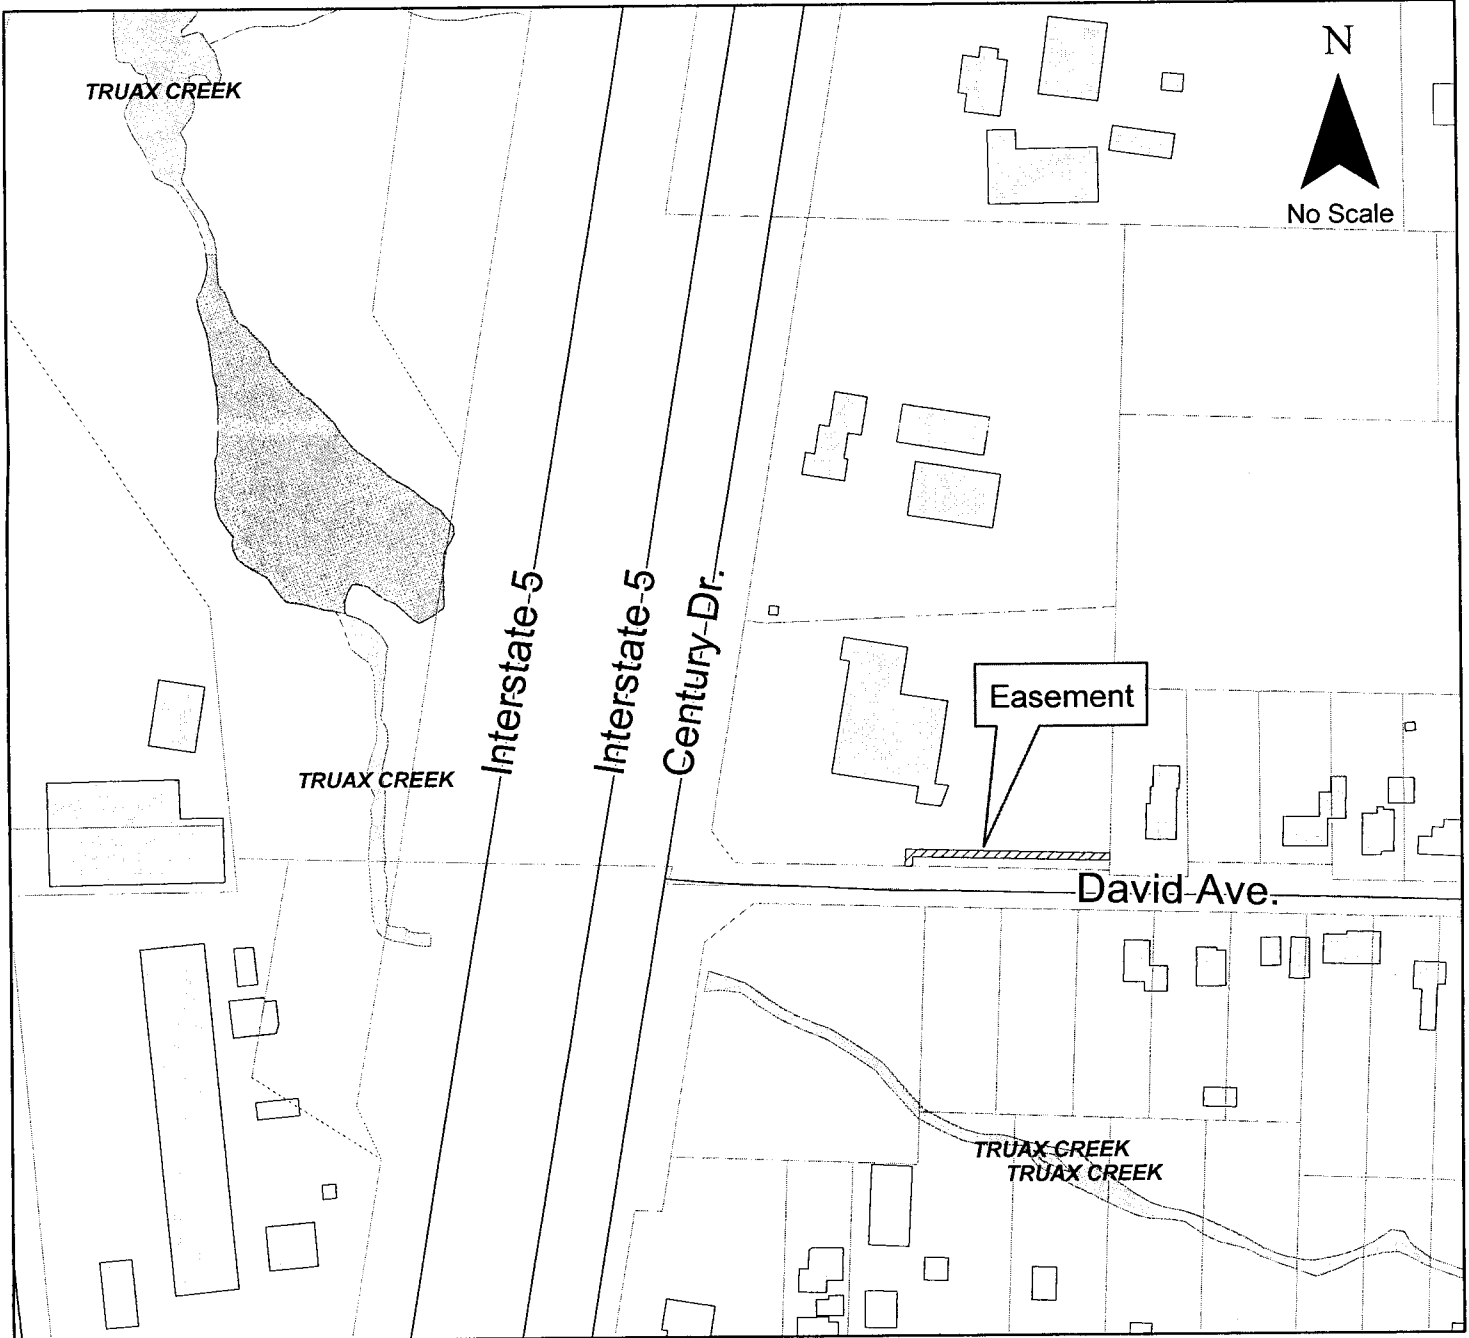 N
TRUAX CREEK
No Scale
Interstate 5
Interstate 5
Century Dr.
Easement
TRUAX CREEK
David Ave.
TRUAX CREEK
TRUAX CREEK